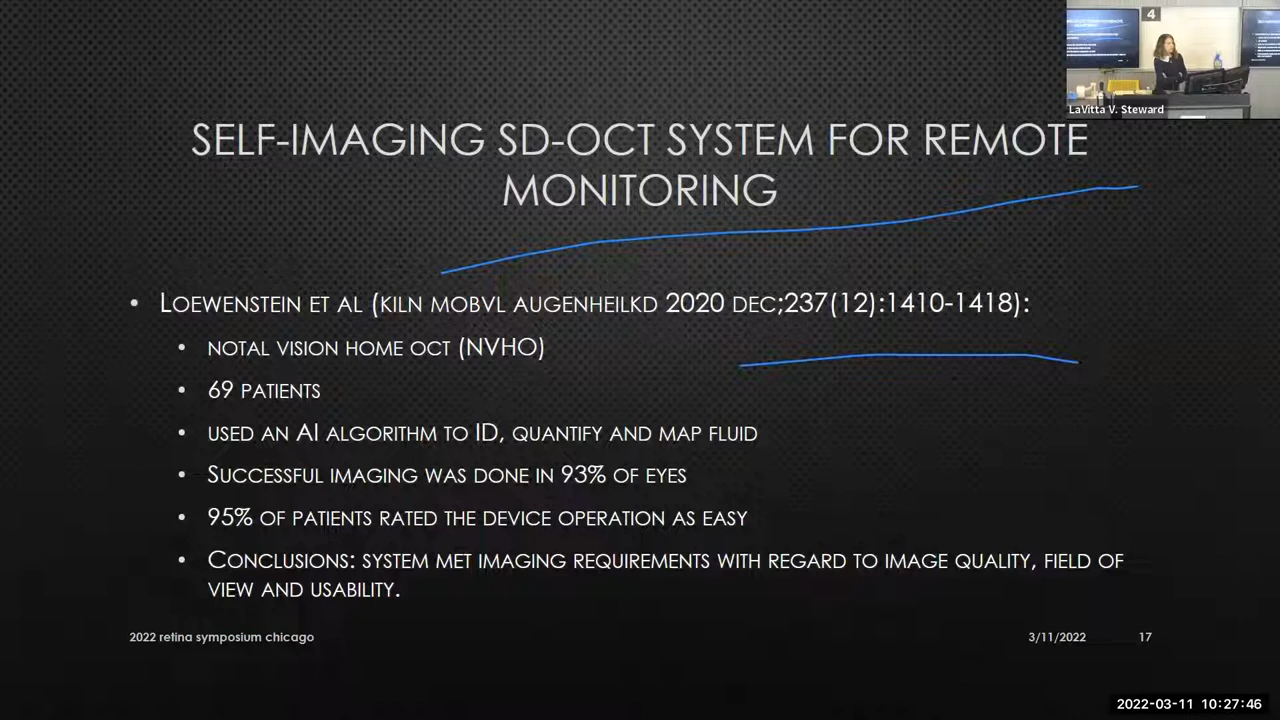 4
LaVitta V. Steward
SELF-IMAGING SD-OCT SYSTEM FOR REMOTE
MONITORING
• LOEWENSTEIN ET AL (KILN MOBVL AUGENHEILKD 2020 DEC;237(12):1410-1418):
• NOTAL VISION HOME OCT (NVHO)
• 69 PATIENTS
• USED AN AI ALGORITHM TO ID, QUANTIFY AND MAP FLUID
• SUCCESSFUL IMAGING WAS DONE IN 93% OF EYES
• 95% OF PATIENTS RATED THE DEVICE OPERATION AS EASY
• CONCLUSIONS: SYSTEM MET IMAGING REQUIREMENTS WITH REGARD TO IMAGE QUALITY, FIELD OF
VIEW AND USABILITY.
2022 retina symposium chicago
3/11/2022
17
2022-03-11 10:27:46